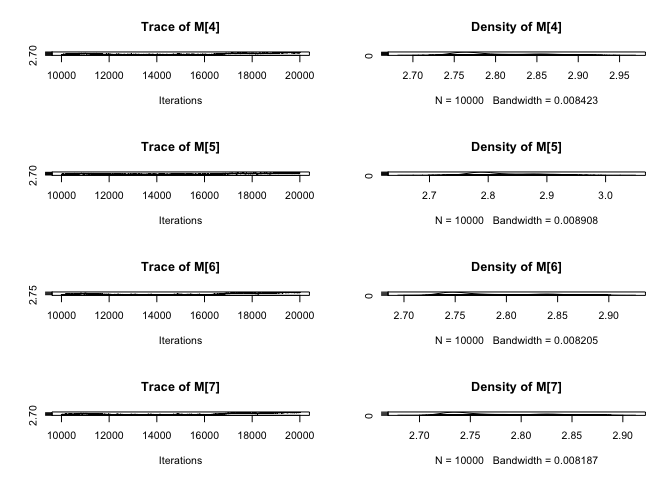 Trace of M[4]
2.70
10000 12000 14000 16000 18000 20000
Iterations
Density of M[4]
0
2.70 2.75 2.80 2.85 2.90 2.95
N = 10000 Bandwidth = 0.008423
Trace of M[5]
2.70
10000 12000 14000 16000 18000 20000
Iterations
Density of M[5]
0
2.7 2.8 2.9 3.0
N = 10000 Bandwidth = 0.008908
Trace of M[6]
2.75
10000 12000 14000 16000 18000 20000
Iterations
Density of M[6]
0
2.70 2.75 2.80 2.85 2.90
N = 10000 Bandwidth = 0.008205
Trace of M[7]
2.70
10000 12000 14000 16000 18000 20000
Iterations
Density of M[7]
0
2.70 2.75 2.80 2.85 2.90
N = 10000 Bandwidth = 0.008187